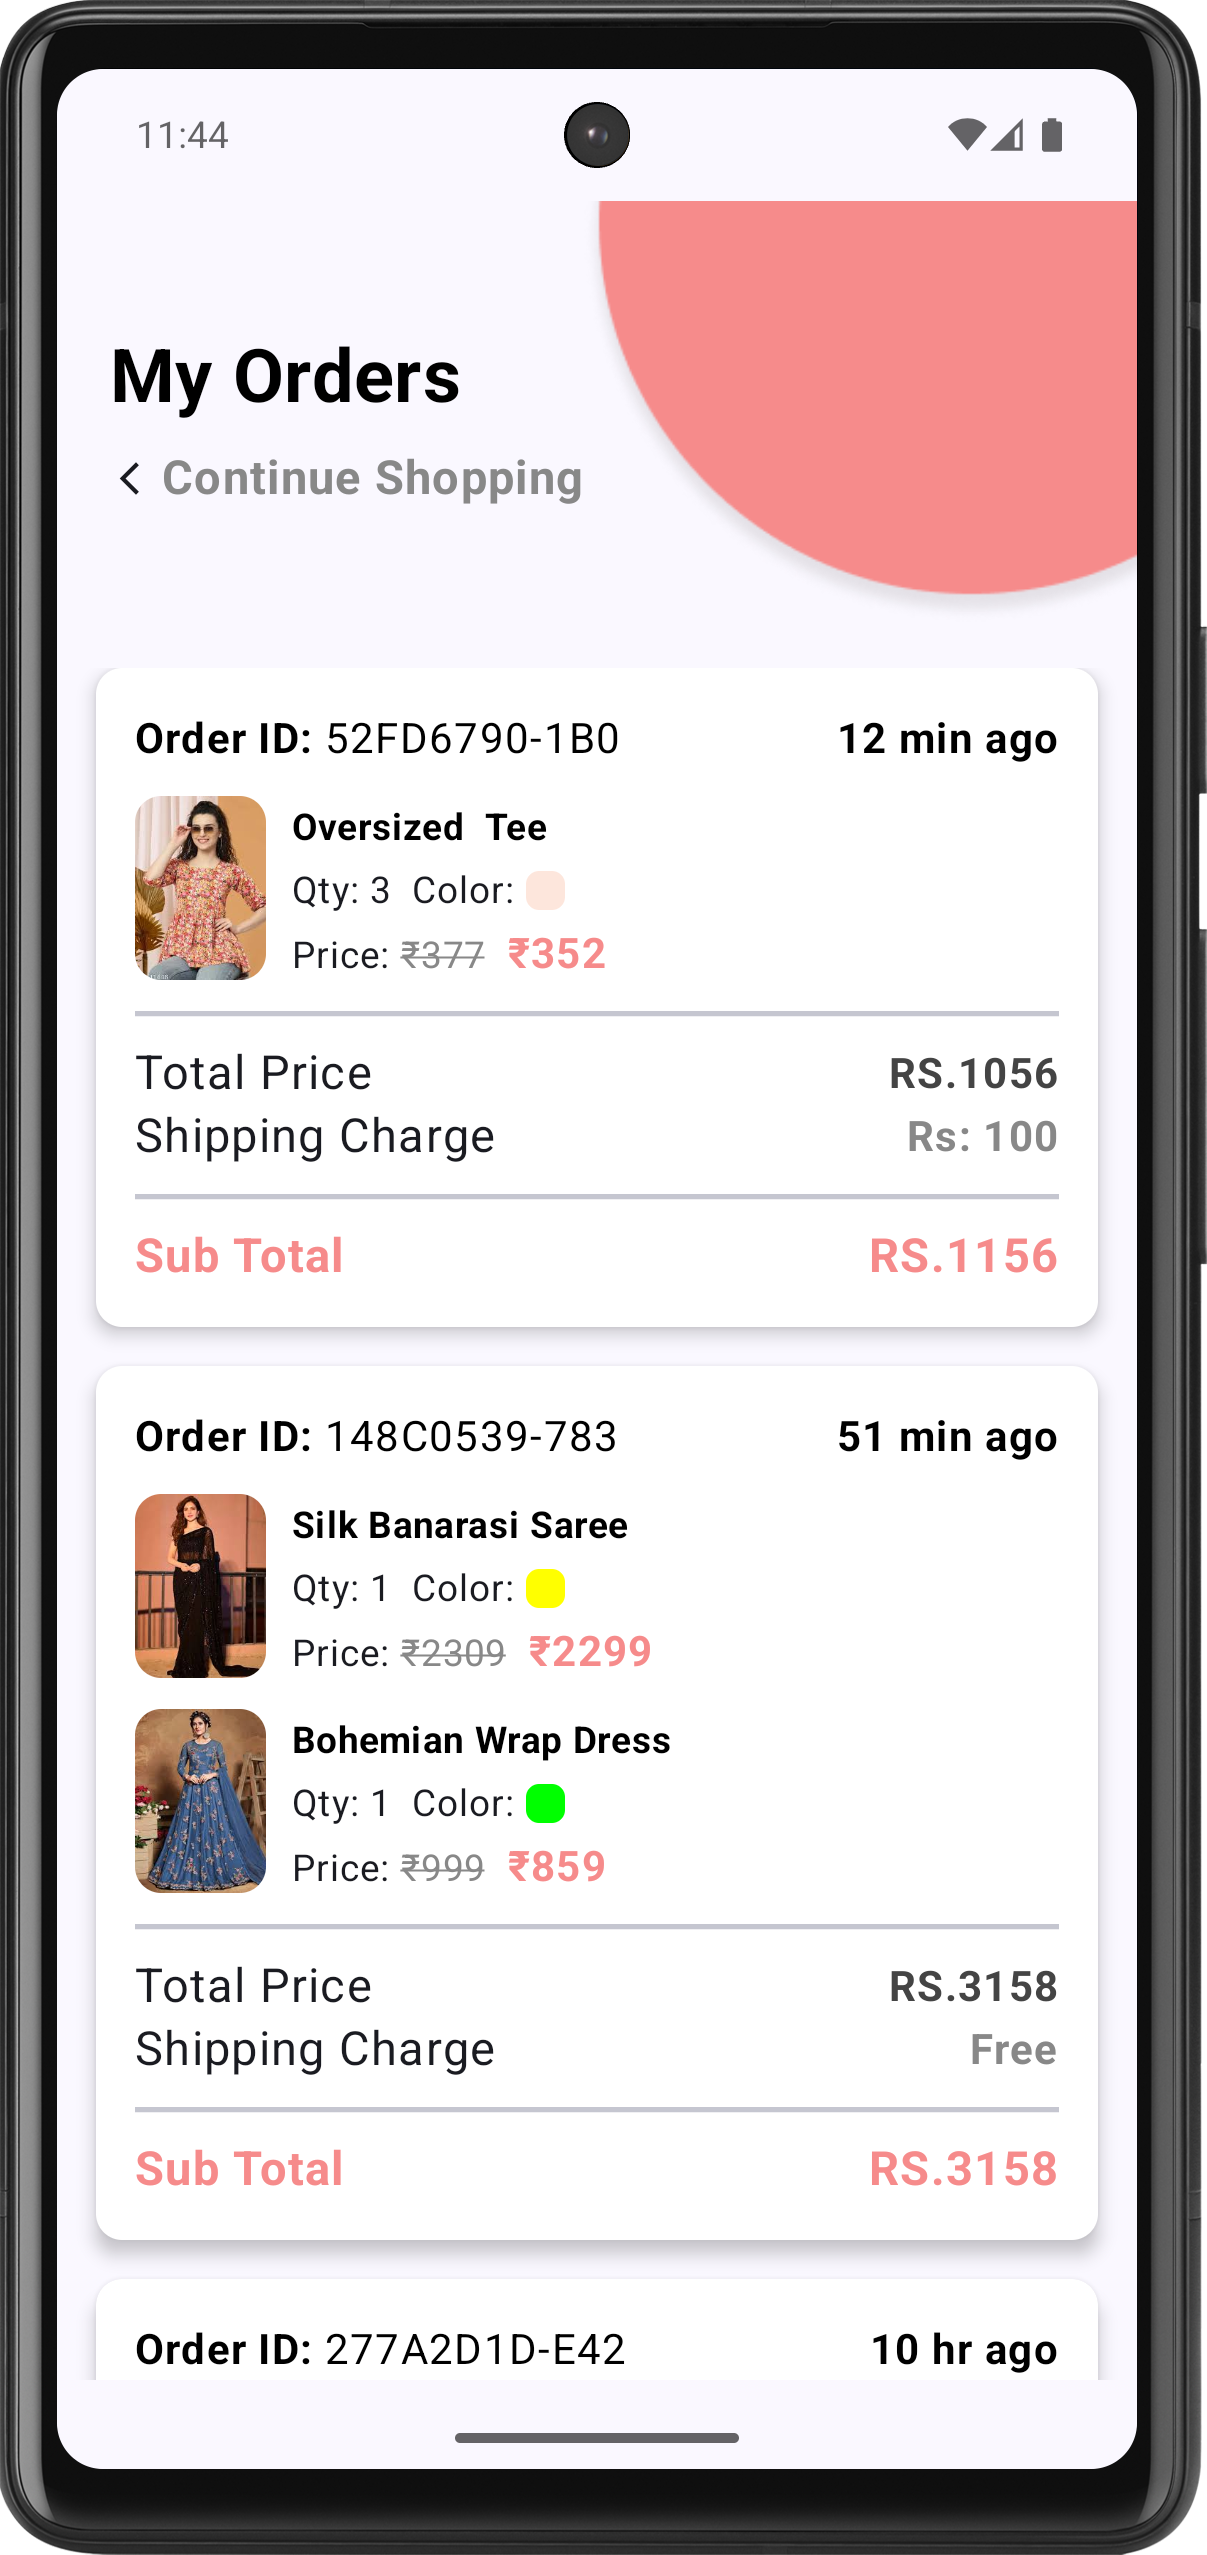 11:44
My Orders
Continue Shopping
Order ID: 52FD6790-1B0 12 min ago
Oversized  Tee
Qty: 3 Color:
Price: ₹377 ₹352
Total Price RS.1056
Shipping Charge Rs: 100
Sub Total RS.1156
Order ID: 148C0539-783 51 min ago
Silk Banarasi Saree
Qty: 1 Color:
Price: ₹2309 ₹2299
Bohemian Wrap Dress
Qty: 1 Color:
Price: ₹999 ₹859
Total Price RS.3158
Shipping Charge Free
Sub Total RS.3158
Order ID: 277A2D1D-E42 10 hr ago